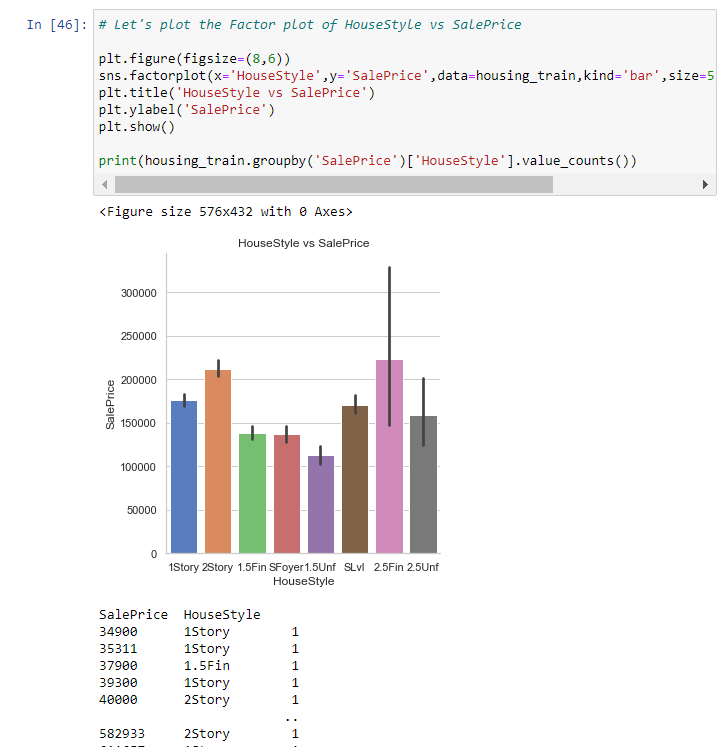 In [46]:
# Let's plot the Factor plot of HouseStyle vs SalePrice
plt.figure(figsize=(8,6))
sns.factorplot(x='HouseStyle',y='SalePrice',data=housing_train,kind='bar',size=5
plt.title('HouseStyle vs SalePrice')
plt.ylabel('SalePrice')
plt.show()
print(housing_train.groupby('SalePrice')['HouseStyle'].value_counts())
<Figure size 576x432 with 0 Axes>
HouseStyle vs SalePrice
300000
250000
200000
150000
100000
50000
0
SalePrice
1Story 2Story 1.5Fin SFoyer 1.5Unf SLvl 2.5Fin 2.5Unf
HouseStyle
SalePrice HouseStyle
34900 1Story 1
35311 1Story 1
37900 1.5Fin 1
39300 1Story 1
40000 2Story 1
..
582933 2Story 1